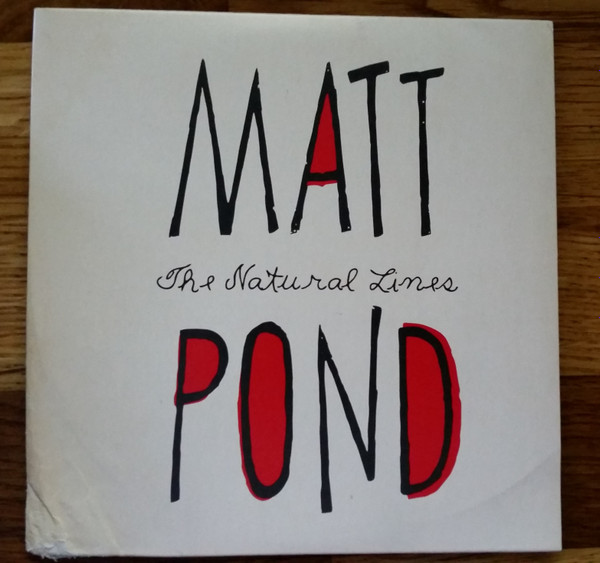 MATT
The Natural Lines
POND